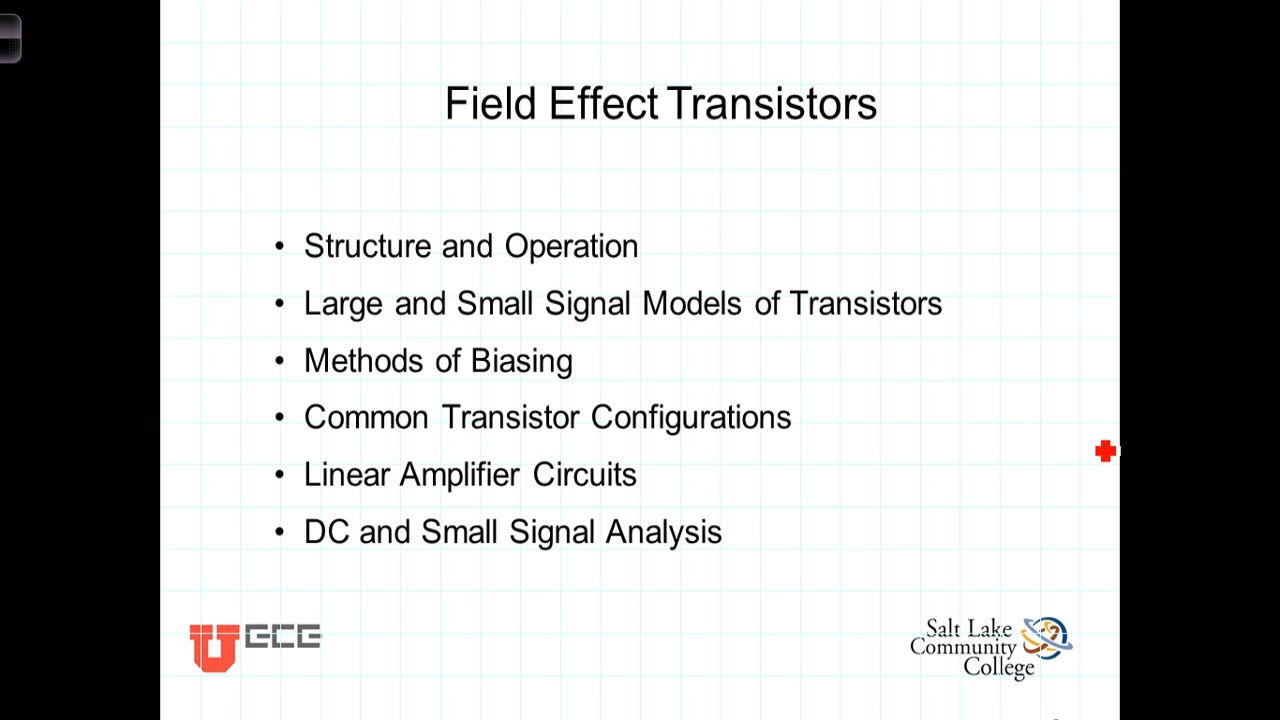 Field Effect Transistors
• Structure and Operation
• Large and Small Signal Models of Transistors
• Methods of Biasing
• Common Transistor Configurations
• Linear Amplifier Circuits
• DC and Small Signal Analysis
U ECE
Salt Lake
Community
College